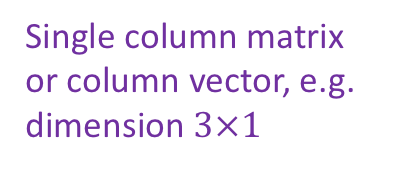 Single column matrix
or column vector, e.g.
dimension 3×1